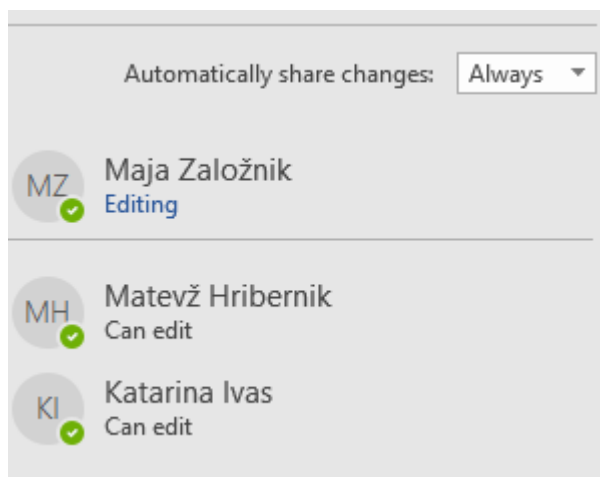 Automatically share changes: Always
MZ Maja Založnik
Editing
MH Matevž Hribernik
Can edit
KI Katarina Ivas
Can edit